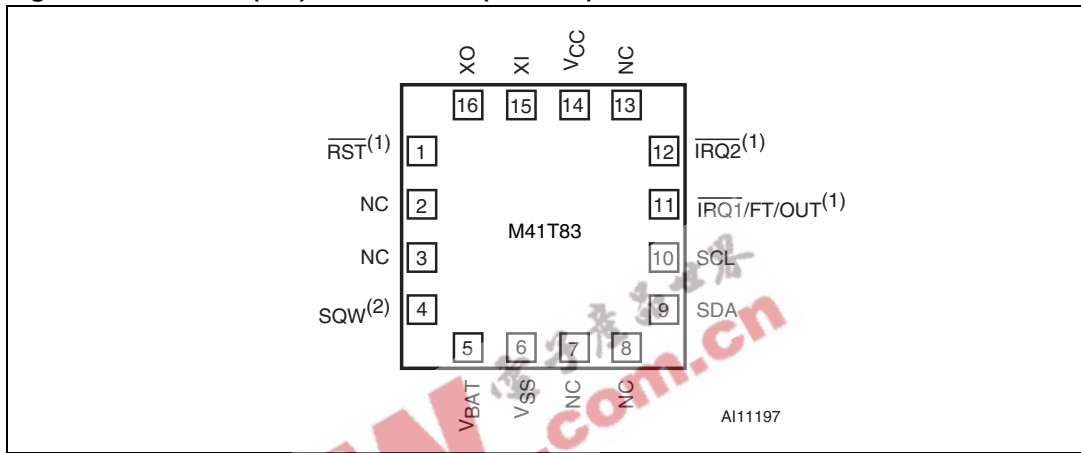 XO XI VCC NC
16 15 14 13
RST(1) 1 12 IRQ2(1)
NC 2 11 IRQ1/FT/OUT(1)
M41T83
NC 3 10 SCL
SQW(2) 4 9 SDA
5 6 7 8
VBAT VSS NC NC
AI11197
.com.cn